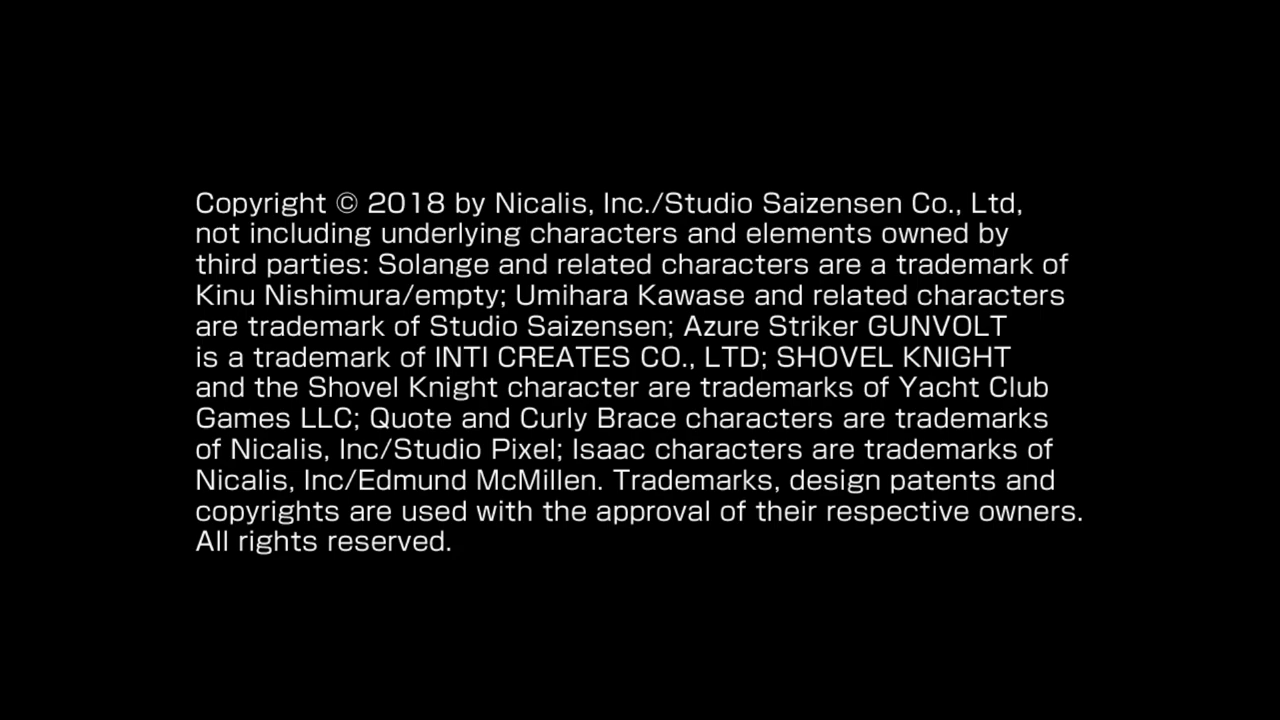 Copyright © 2018 by Nicalis, Inc./Studio Saizensen Co., Ltd,
not including underlying characters and elements owned by
third parties: Solange and related characters are a trademark of
Kinu Nishimura/empty; Umihara Kawase and related characters
are trademark of Studio Saizensen; Azure Striker GUNVOLT
is a trademark of INTI CREATES CO., LTD; SHOVEL KNIGHT
and the Shovel Knight character are trademarks of Yacht Club
Games LLC; Quote and Curly Brace characters are trademarks
of Nicalis, Inc/Studio Pixel; Isaac characters are trademarks of
Nicalis, Inc/Edmund McMillen. Trademarks, design patents and
copyrights are used with the approval of their respective owners.
All rights reserved.